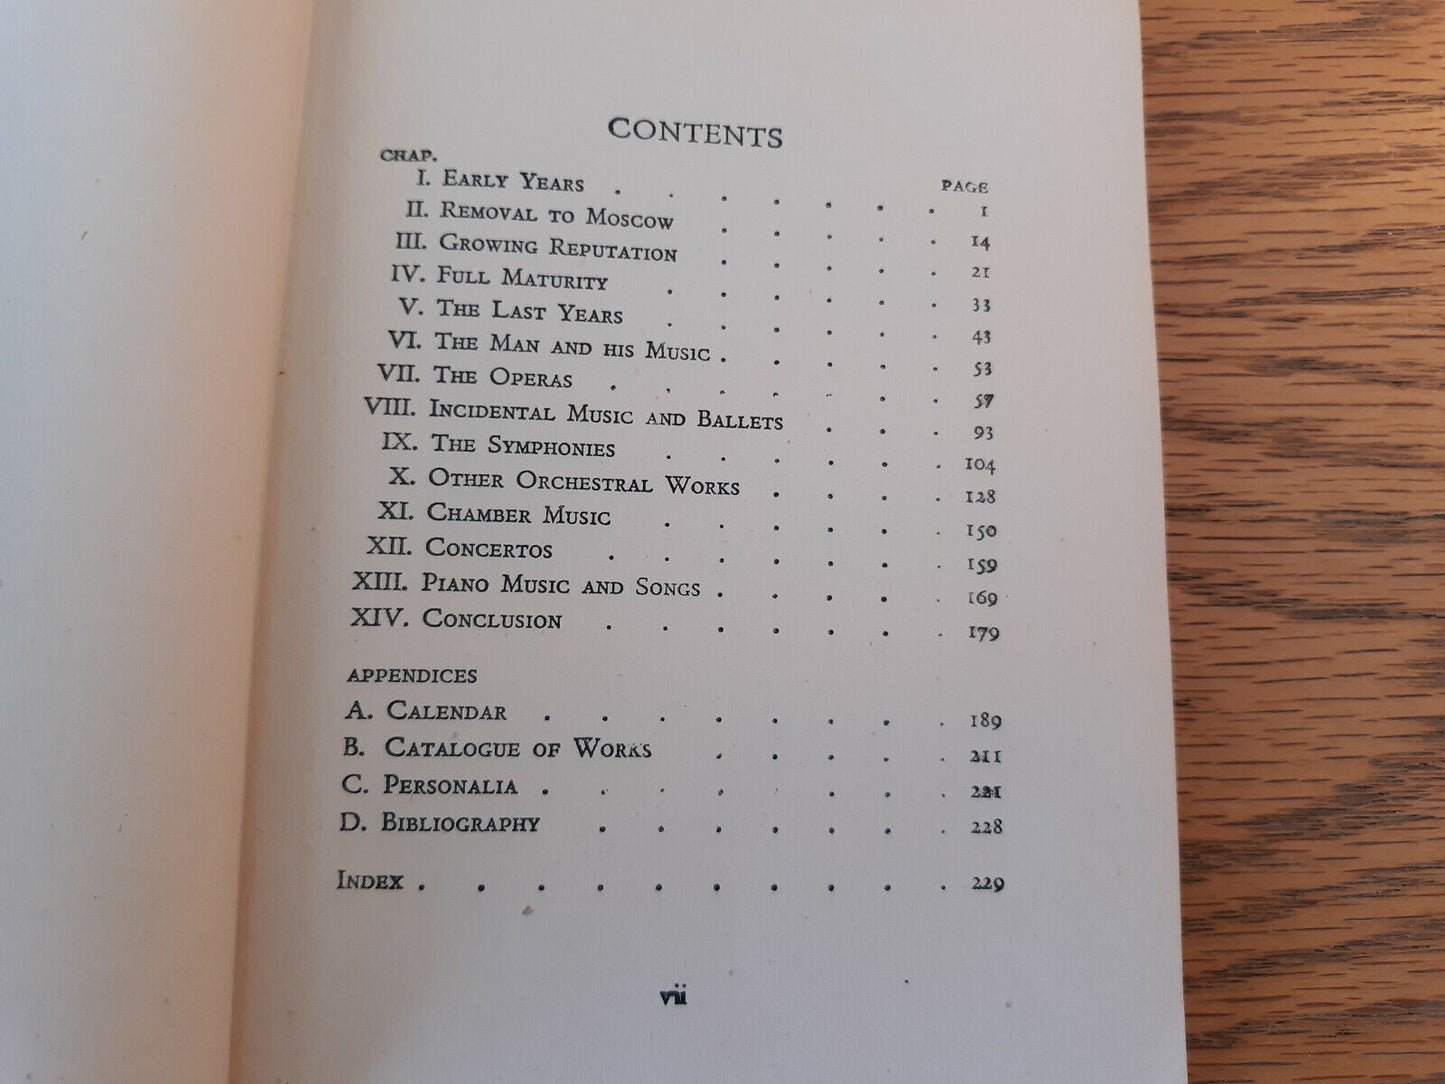 CONTENTS
CHAP. PAGE
I. EARLY YEARS . . . . . . . 1
II. REMOVAL TO MOSCOW . . . . . 14
III. GROWING REPUTATION . . . . . 21
IV. FULL MATURITY . . . . . . 33
V. THE LAST YEARS . . . . . . 43
VI. THE MAN AND HIS MUSIC . . . . . 53
VII. THE OPERAS . . . . . . . 57
VIII. INCIDENTAL MUSIC AND BALLETS . . . 93
IX. THE SYMPHONIES . . . . . . 104
X. OTHER ORCHESTRAL WORKS . . . . 128
XI. CHAMBER MUSIC . . . . . . 150
XII. CONCERTOS . . . . . . . 159
XIII. PIANO MUSIC AND SONGS . . . . . 169
XIV. CONCLUSION . . . . . . . 179
APPENDICES
A. CALENDAR . . . . . . . . 189
B. CATALOGUE OF WORKS . . . . . 211
C. PERSONALIA . . . . . . . . 221
D. BIBLIOGRAPHY . . . . . . . 228
INDEX . . . . . . . . . . 229
vii